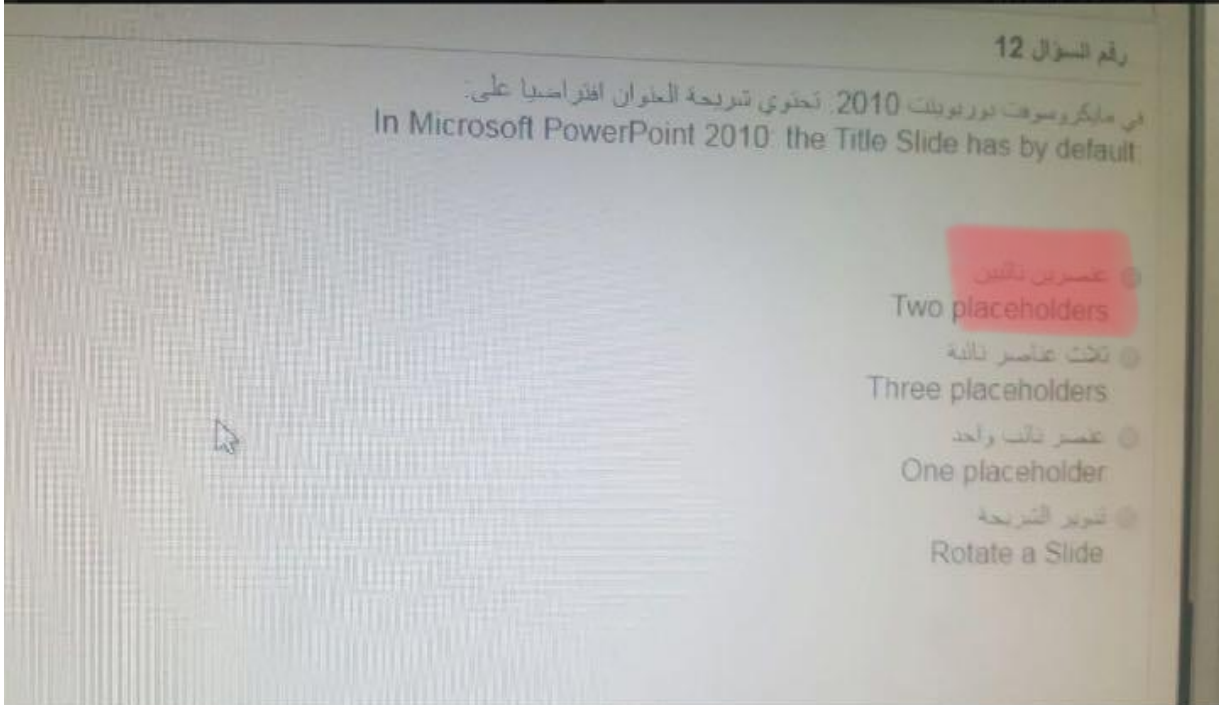 رقم السؤال 12
في مايكروسوفت بوربوينت 2010: تحتوي شريحة العنوان افتراضيا على:
In Microsoft PowerPoint 2010: the Title Slide has by default:
عنصرين نائبين
Two placeholders
ثلاث عناصر نائبة
Three placeholders
عنصر نائب واحد
One placeholder
تدوير الشريحة
Rotate a Slide